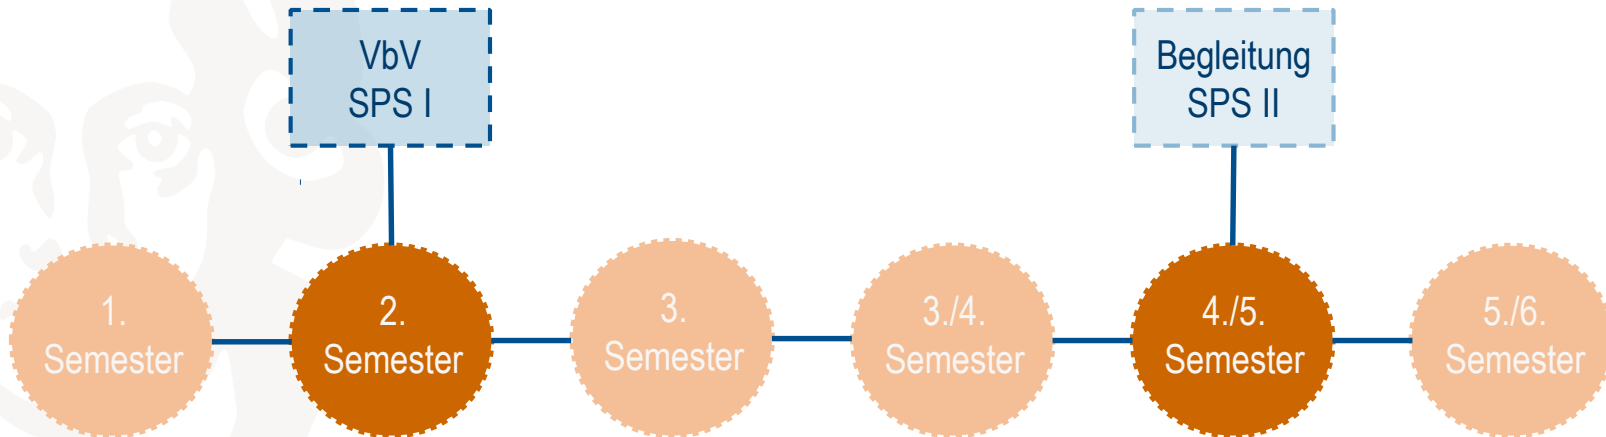 VbV
SPS I
Begleitung
SPS II
1.
Semester
2.
Semester
3.
Semester
3./4.
Semester
4./5.
Semester
5./6.
Semester